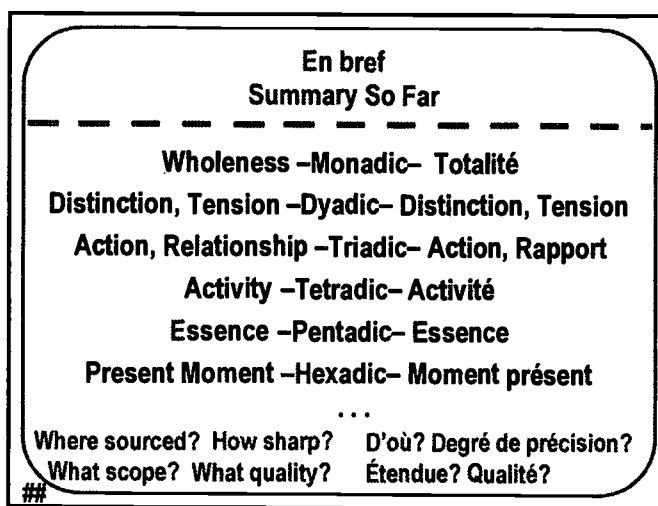 En bref
Summary So Far
Wholeness –Monadic– Totalité
Distinction, Tension –Dyadic– Distinction, Tension
Action, Relationship –Triadic– Action, Rapport
Activity –Tetradic– Activité
Essence –Pentadic– Essence
Present Moment –Hexadic– Moment présent
...
Where sourced? How sharp? D'où? Degré de précision?
What scope? What quality? Étendue? Qualité?
##